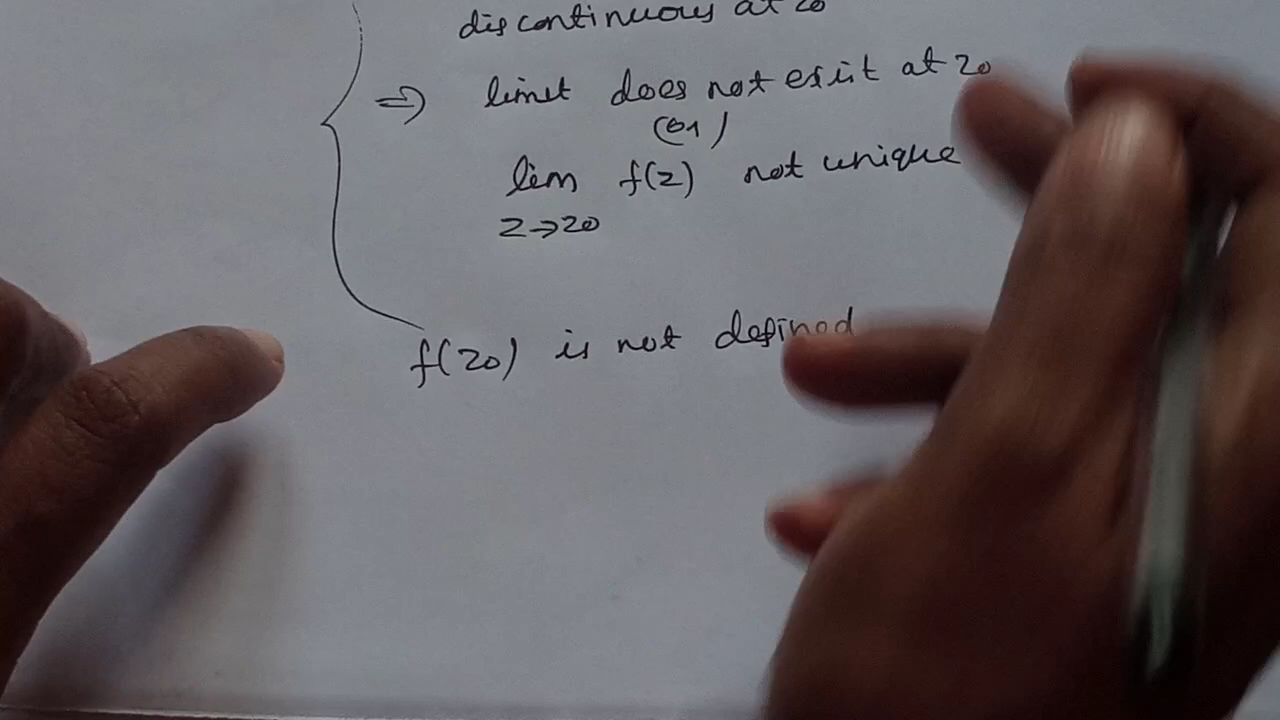 discontinuous at z0
=> limit does not exist at z0
(or)
lim f(z) not unique
z→z0
f(z0) is not defined